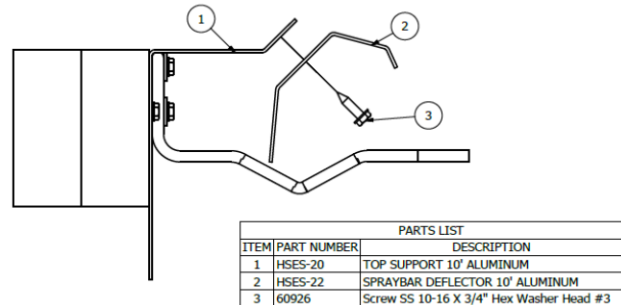 1
2
3
PARTS LIST
ITEM PART NUMBER DESCRIPTION
1 HSES-20 TOP SUPPORT 10' ALUMINUM
2 HSES-22 SPRAYBAR DEFLECTOR 10' ALUMINUM
3 60926 Screw SS 10-16 X 3/4" Hex Washer Head #3